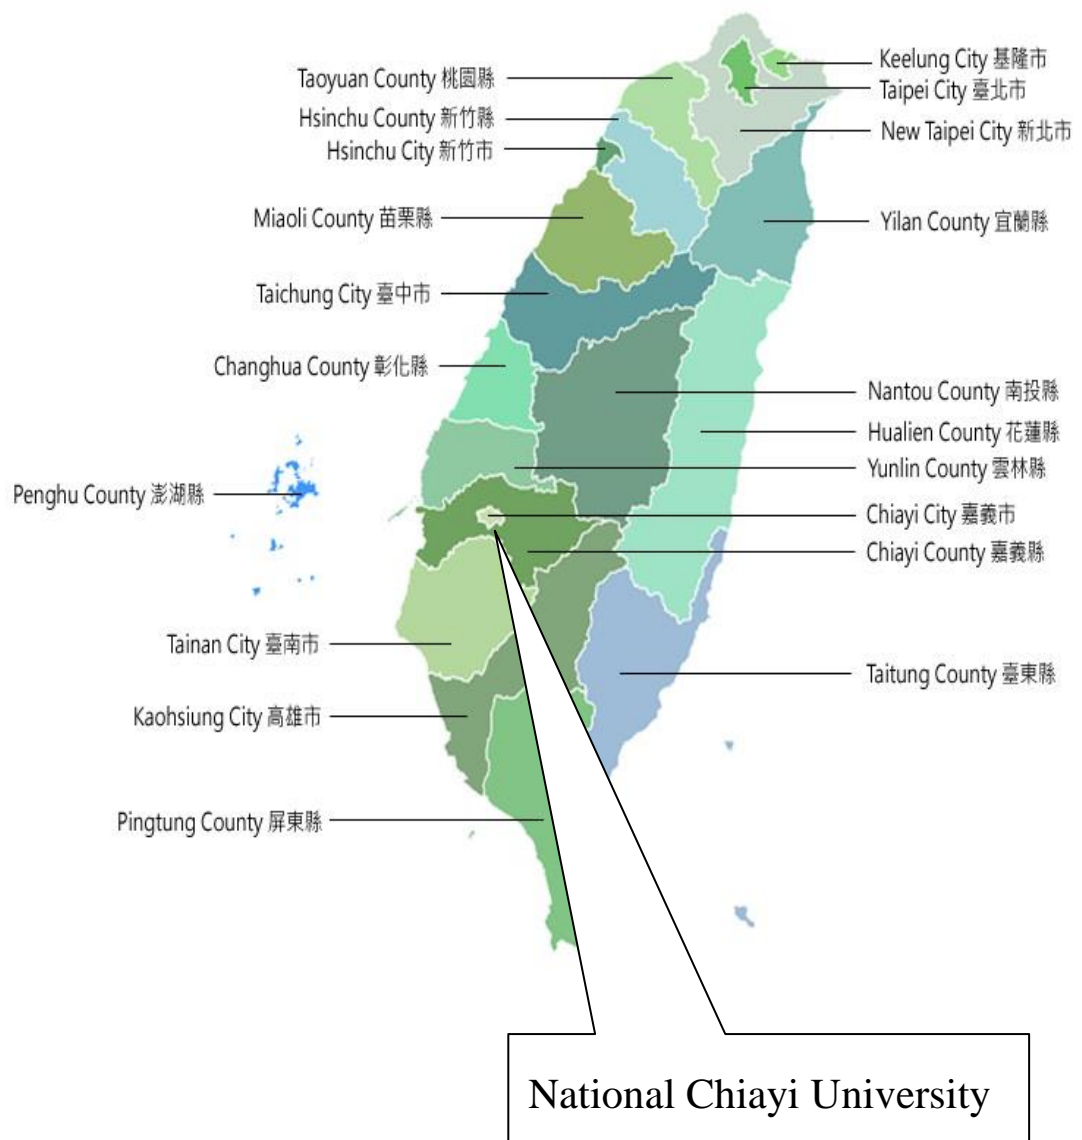 Keelung City 基隆市
Taoyuan County 桃園縣
Taipei City 臺北市
Hsinchu County 新竹縣
New Taipei City 新北市
Hsinchu City 新竹市
Miaoli County 苗栗縣
Yilan County 宜蘭縣
Taichung City 臺中市
Changhua County 彰化縣
Nantou County 南投縣
Hualien County 花蓮縣
Yunlin County 雲林縣
Penghu County 澎湖縣
Chiayi City 嘉義市
Chiayi County 嘉義縣
Tainan City 臺南市
Taitung County 臺東縣
Kaohsiung City 高雄市
Pingtung County 屏東縣
National Chiayi University